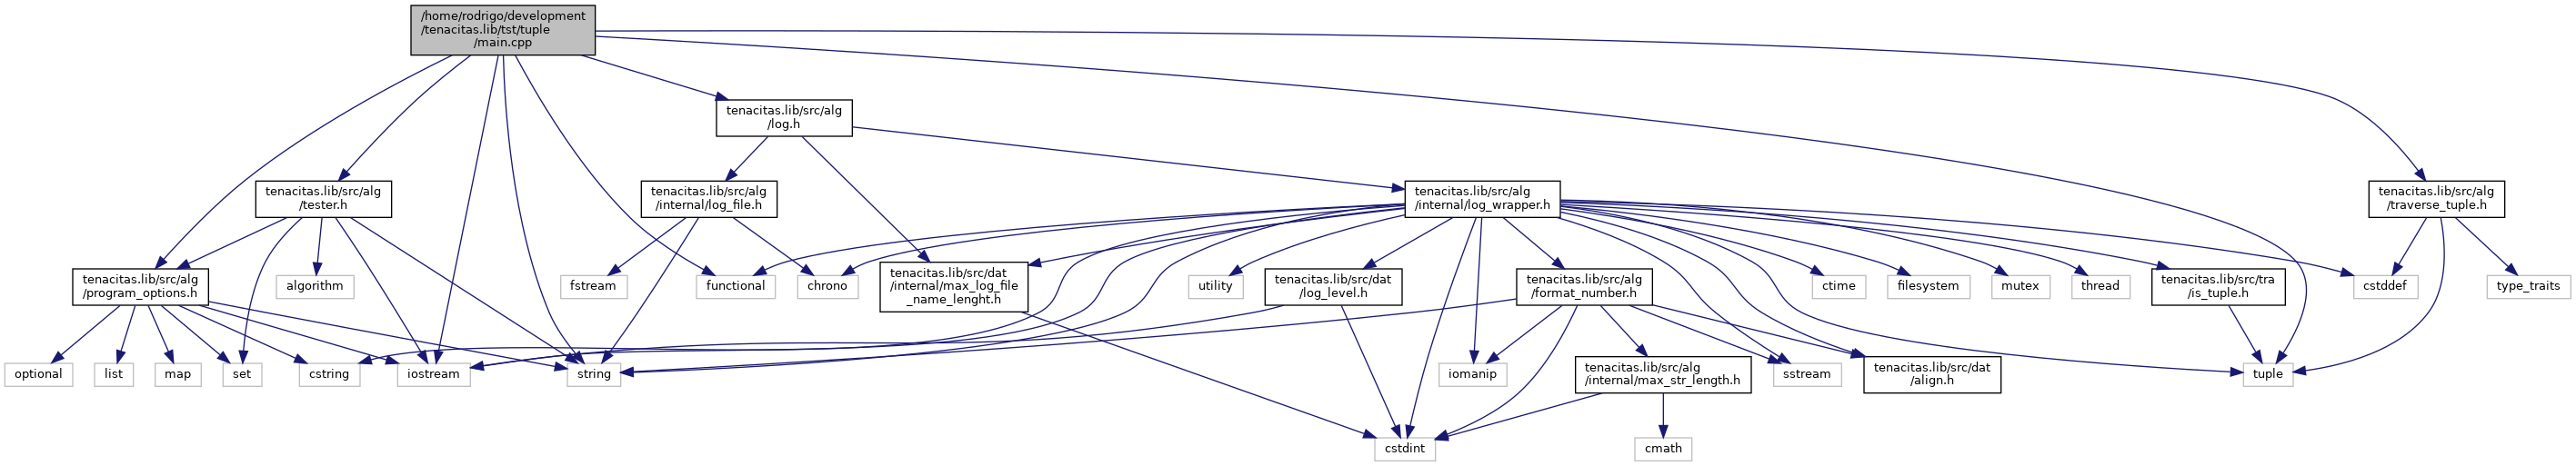 /home/rodrigo/development
/tenacitas.lib/tst/tuple
/main.cpp
tenacitas.lib/src/alg
/log.h
tenacitas.lib/src/alg
/tester.h
tenacitas.lib/src/alg
/internal/log_file.h
tenacitas.lib/src/alg
/internal/log_wrapper.h
tenacitas.lib/src/alg
/traverse_tuple.h
tenacitas.lib/src/alg
/program_options.h
algorithm
fstream
functional
chrono
tenacitas.lib/src/dat
/internal/max_log_file
_name_lenght.h
utility
tenacitas.lib/src/dat
/log_level.h
tenacitas.lib/src/alg
/format_number.h
ctime
filesystem
mutex
thread
tenacitas.lib/src/tra
/is_tuple.h
cstddef
type_traits
optional
list
map
set
cstring
iostream
string
iomanip
tenacitas.lib/src/alg
/internal/max_str_length.h
sstream
tenacitas.lib/src/dat
/align.h
tuple
cstdint
cmath